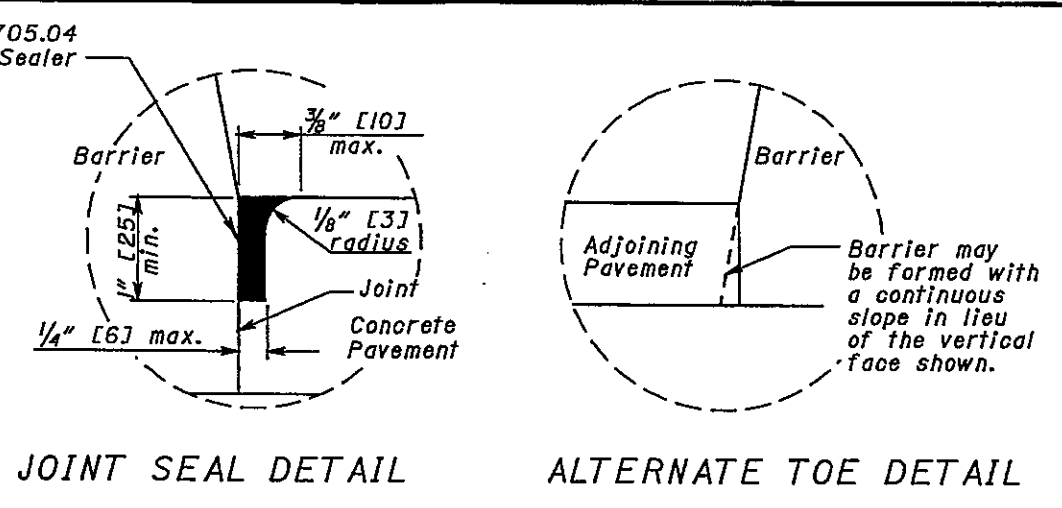 705.04
Sealer
3/8" [10]
max.
Barrier
1" [25]
min.
1/8" [3]
radius
Joint
1/4" [6] max.
Concrete
Pavement
JOINT SEAL DETAIL
Barrier
Adjoining
Pavement
Barrier may
be formed with
a continuous
slope in lieu
of the vertical
face shown.
ALTERNATE TOE DETAIL